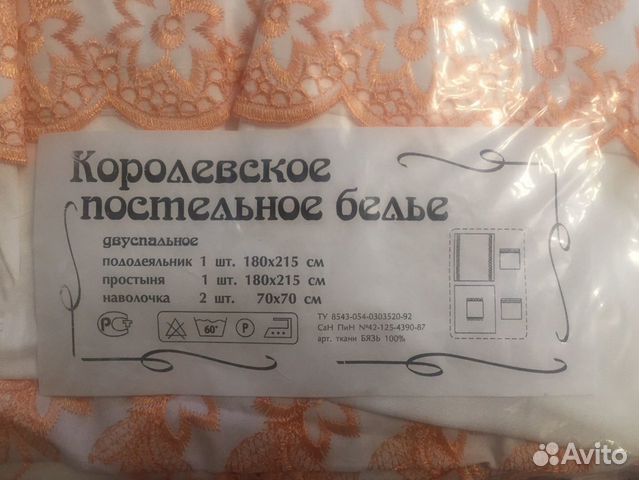 Королевское
постельное белье
двуспальное
пододеяльник 1 шт. 180х215 см
простыня 1 шт. 180х215 см
наволочка 2 шт. 70х70 см
РСТ 60° Р
ТУ 8543-054-0303520-92
СаН ПиН №42-125-4390-87
арт. ткани БЯЗЬ 100%
Avito